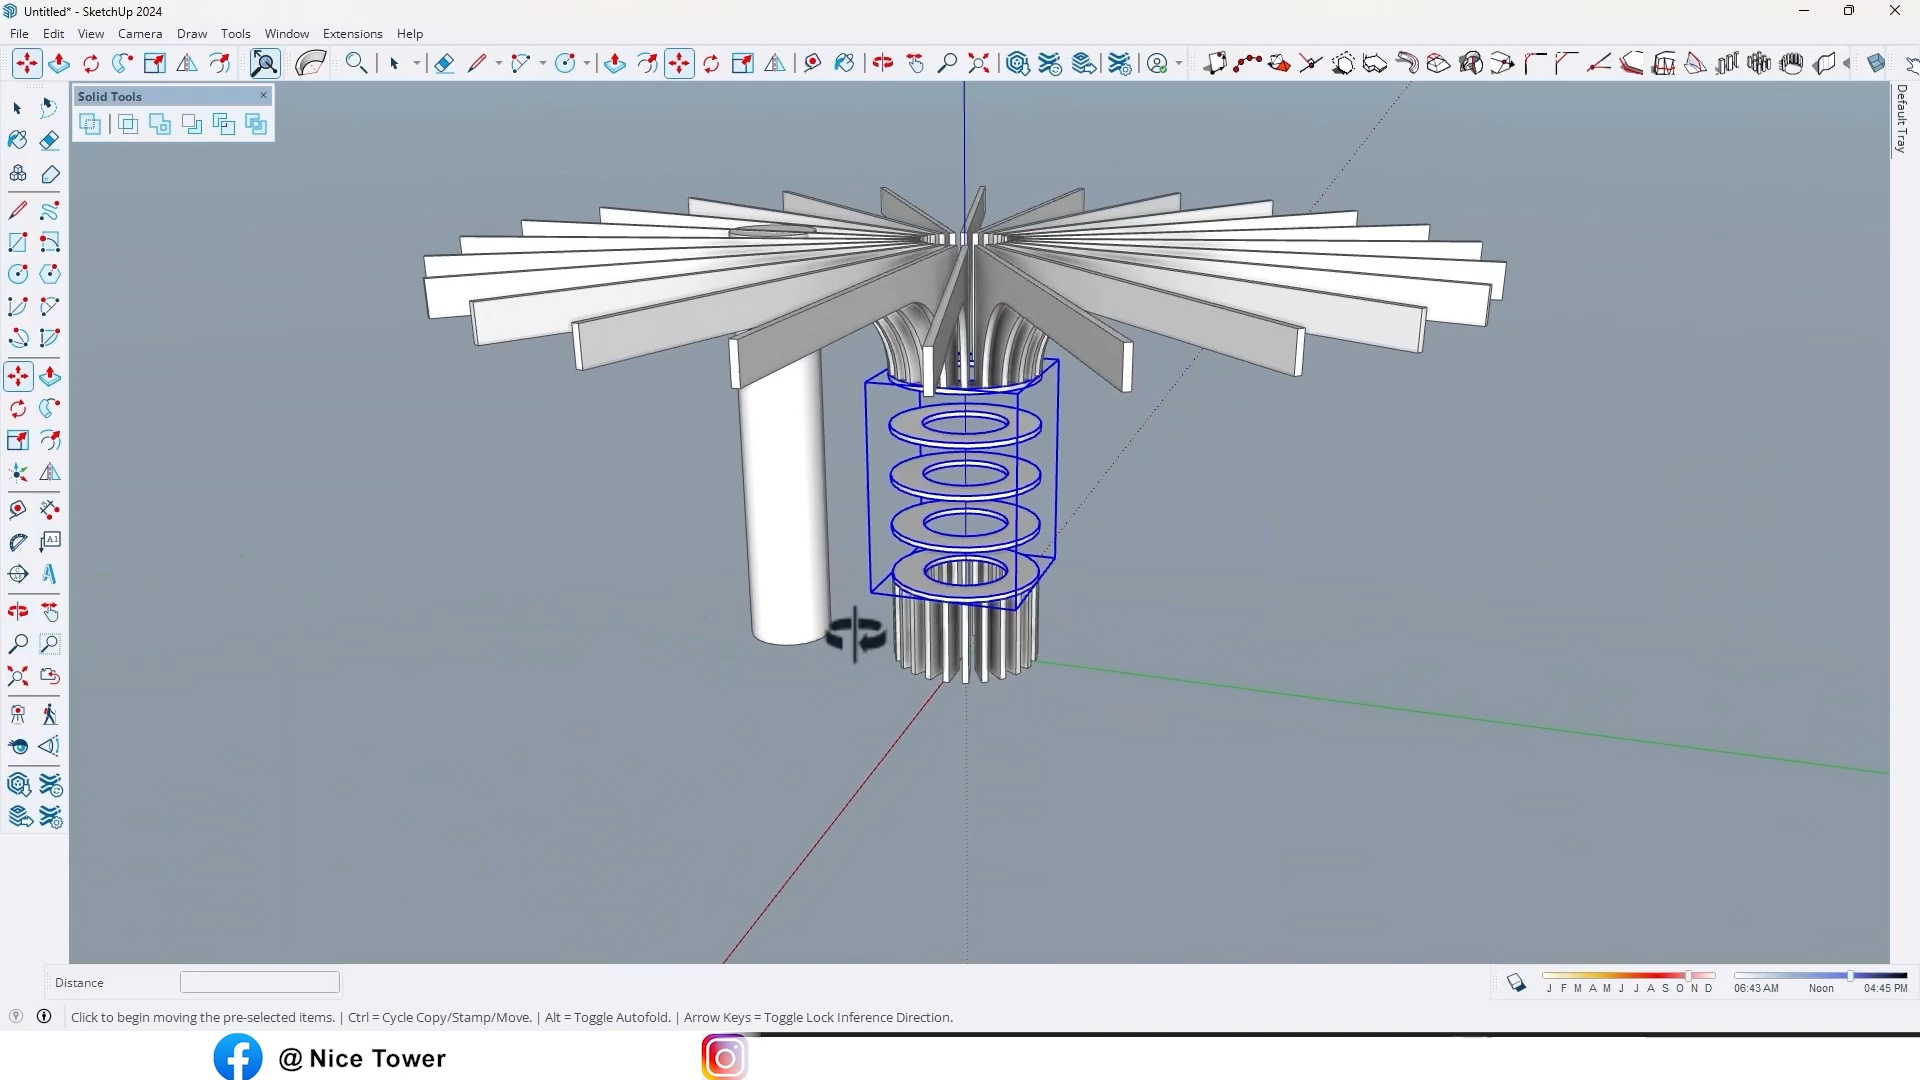 Untitled* - SketchUp 2024
File Edit View Camera Draw Tools Window Extensions Help
Solid Tools
Default Tray
A1
Distance
J F M A M J J A S O N D
06:43 AM Noon 04:45 PM
Click to begin moving the pre-selected items. | Ctrl = Cycle Copy/Stamp/Move. | Alt = Toggle Autofold. | Arrow Keys = Toggle Lock Inference Direction.
@ Nice Tower